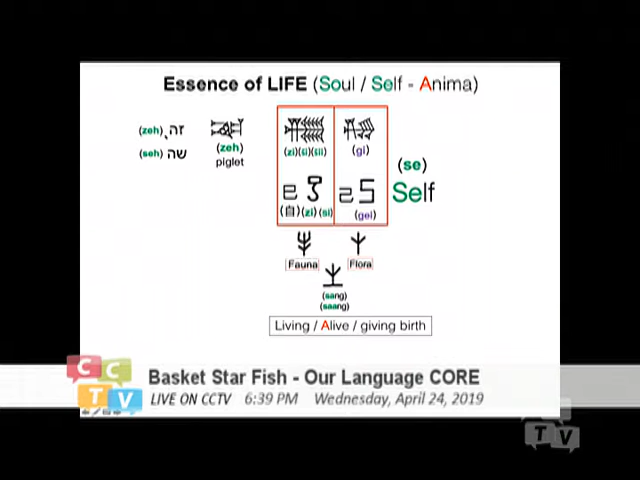 Essence of LIFE (Soul / Self - Anima)
(zeh) זה
(seh) שה
(zeh)
piglet
(zi)(si)(sii)
(gi)
(自)(zi)(si)
(gei)
(se)
Self
Fauna
Flora
(sang)
(saang)
Living / Alive / giving birth
CCTV
Basket Star Fish - Our Language CORE
LIVE ON CCTV 6:39 PM Wednesday, April 24, 2019
TV